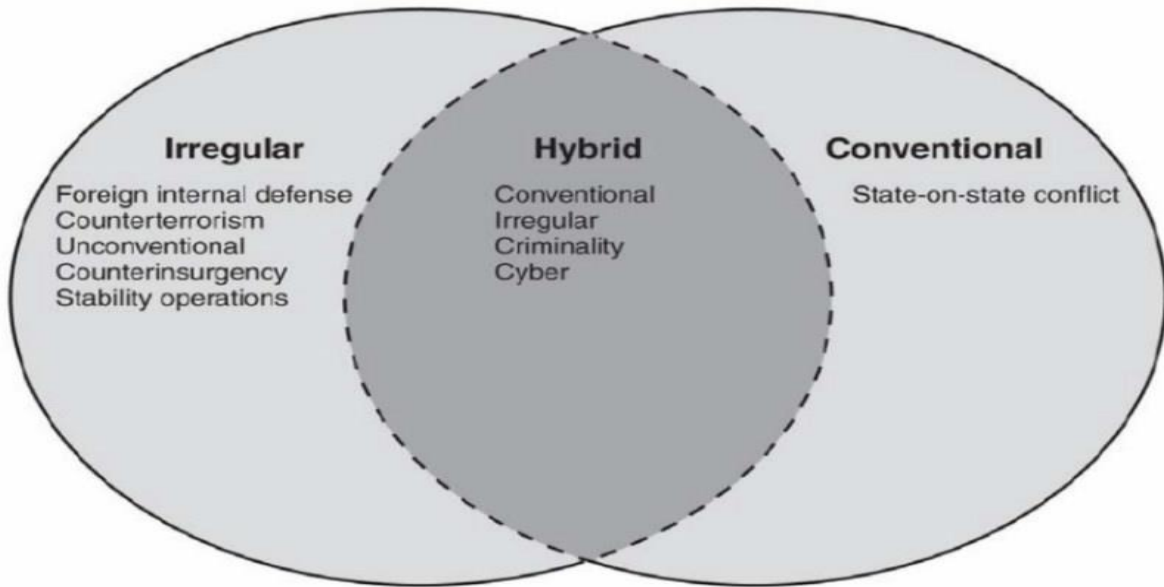 Irregular
Foreign internal defense
Counterterrorism
Unconventional
Counterinsurgency
Stability operations
Hybrid
Conventional
Irregular
Criminality
Cyber
Conventional
State-on-state conflict